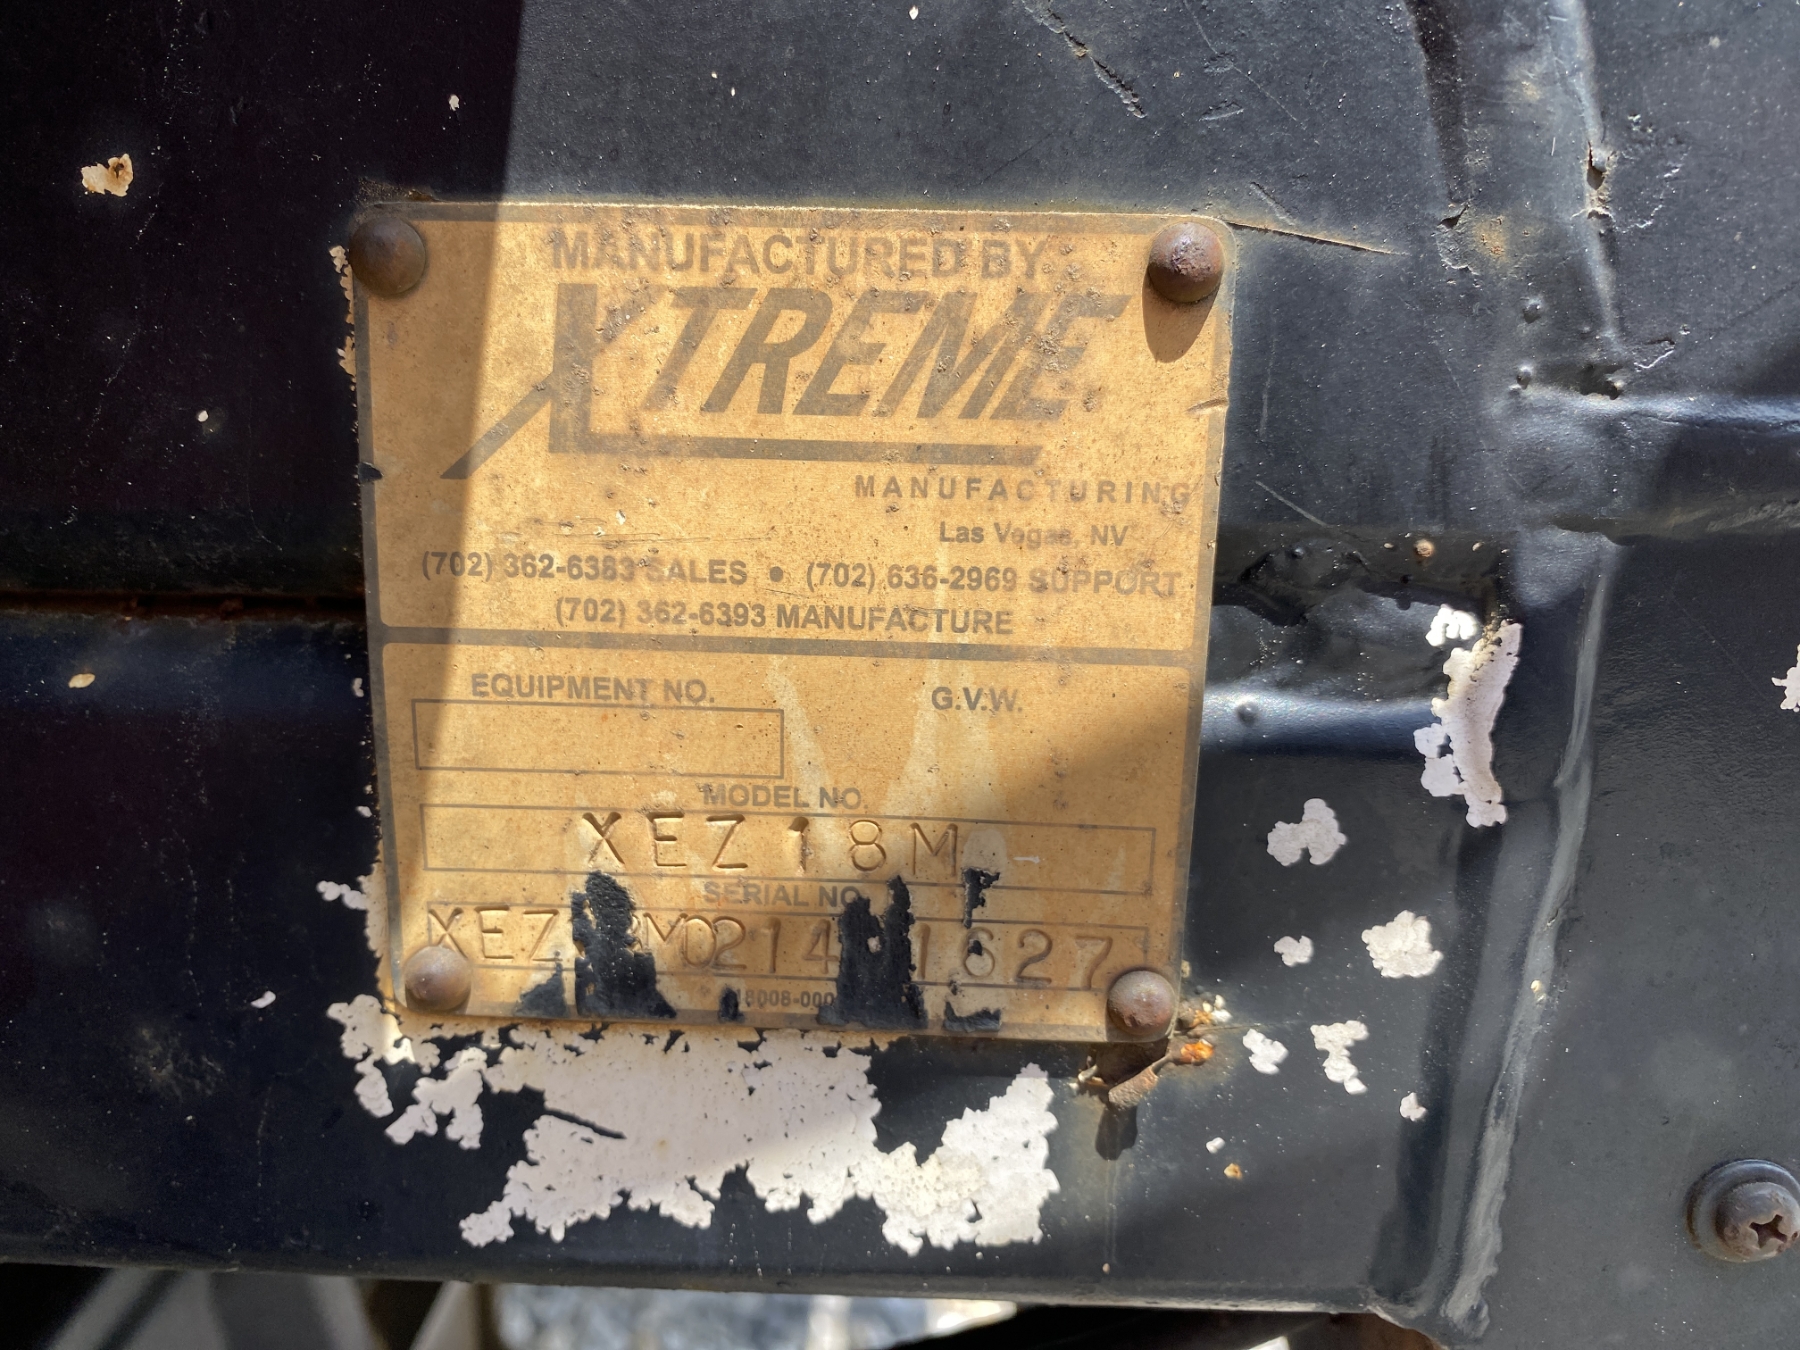 MANUFACTURED BY
XTREME
MANUFACTURING
Las Vegas, NV
(702) 362-6383 SALES • (702) 636-2969 SUPPORT
(702) 362-6393 MANUFACTURE
EQUIPMENT NO.
G.V.W.
MODEL NO.
XEZ18M
SERIAL NO.